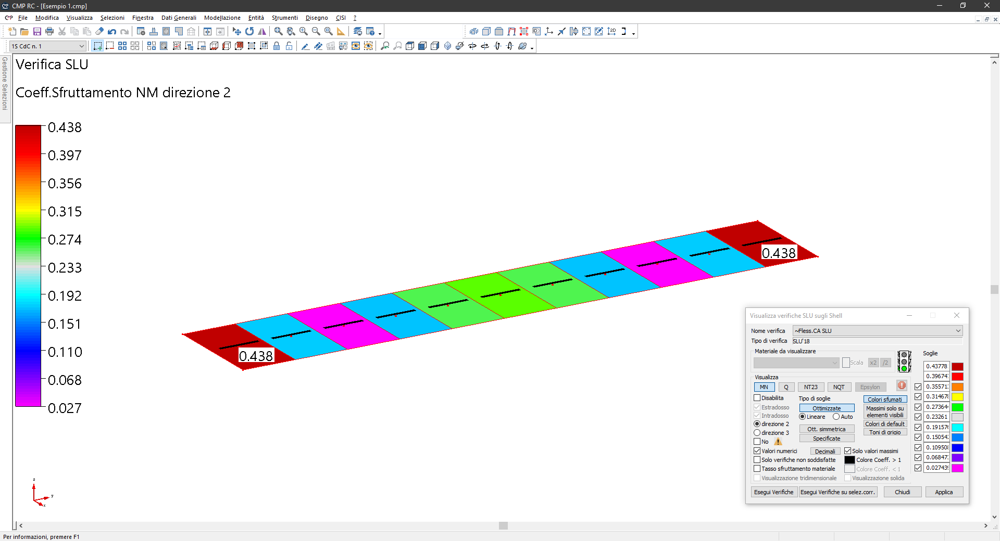 CMP RC - [Esempio 1.cmp]
File Modifica Visualizza Selezioni Finestra Dati Generali Modellazione Entità Strumenti Disegno CISI ?
1S CdC n. 1
Gestione Selezioni
Verifica SLU
Coeff.Sfruttamento NM direzione 2
0.438
0.397
0.356
0.315
0.274
0.233
0.192
0.151
0.110
0.068
0.027
0.438
0.438
z
y
x
Visualizza verifiche SLU sugli Shell
Nome verifica ~Fless.CA SLU
Tipo di verifica SLU'18
Materiale da visualizzare
Scala x2 /2
Visualizza
MN Q NT23 NQT Epsylon
Disabilita
Estradosso
Intradosso
direzione 2
direzione 3
No
Tipo di soglie
Ottimizzate
Lineare Auto
Ott. simmetrica
Specificate
Colori sfumati
Massimi solo su
elementi visibili
Colori di default
Toni di grigio
Valori numerici Decimali Solo valori massimi
Solo verifiche non soddisfatte Colore Coeff. > 1
Tasso sfruttamento materiale Colore Coeff. < 1
Visualizzazione tridimensionale Visualizzazione solida
Soglie
0.43778
0.39674
0.35571
0.31467
0.27364
0.23261
0.19157
0.15054
0.10950
0.06847
0.02743
Esegui Verifiche Esegui Verifiche su selez.corr. Chiudi Applica
Per informazioni, premere F1